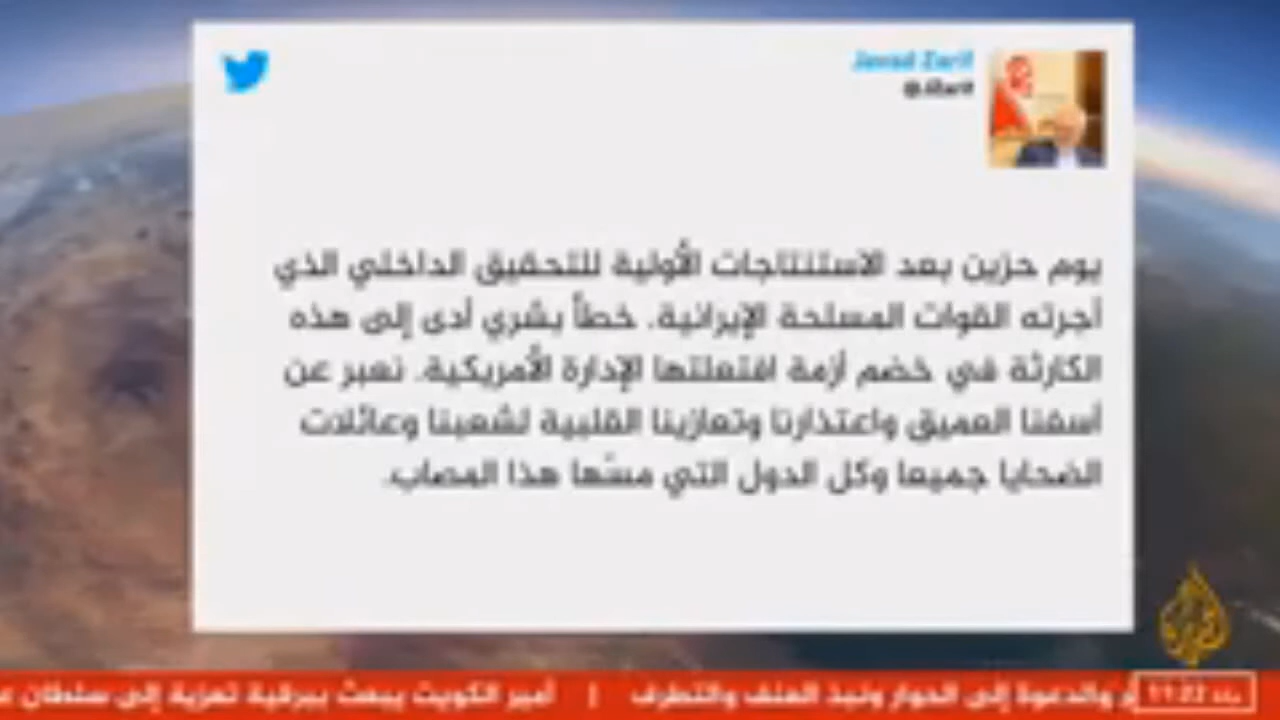 Javad Zarif
@JZarif
يوم حزين بعد الاستنتاجات الأولية للتحقيق الداخلي الذي
أجرته القوات المسلحة الإيرانية. خطأ بشري أدى إلى هذه
الكارثة في خضم أزمة افتعلتها الإدارة الأمريكية. نعبر عن
أسفنا العميق واعتذارنا وتعازينا القلبية لشعبنا وعائلات
الضحايا جميعا وكل الدول التي مسّها هذا المصاب.
والدعوة إلى الحوار ونبذ العنف والتطرف | أمير الكويت يبعث ببرقية تعزية إلى سلطان
11:22